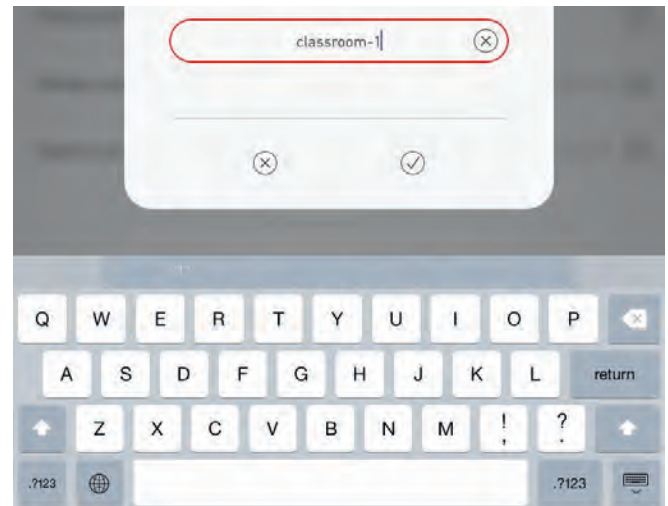 classroom-1
Q W E R T Y U I O P
A S D F G H J K L return
Z X C V B N M ! , ? .
.?123 .?123